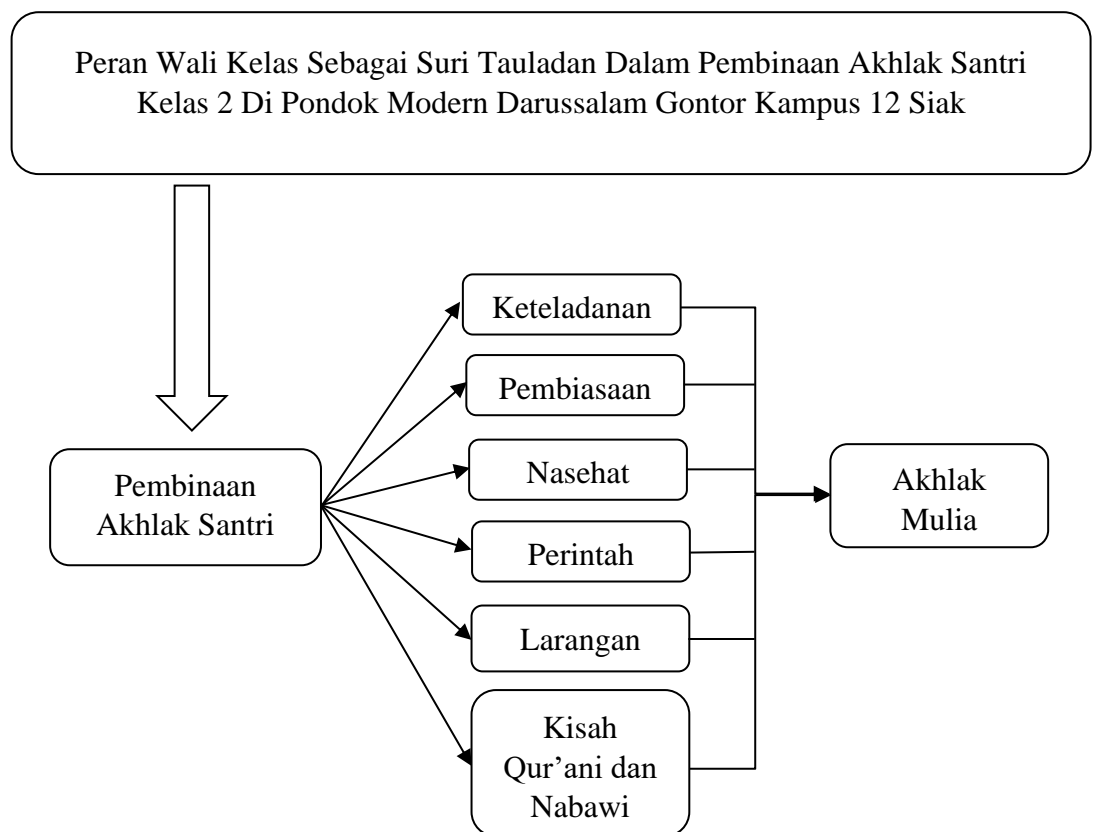 Peran Wali Kelas Sebagai Suri Tauladan Dalam Pembinaan Akhlak Santri
Kelas 2 Di Pondok Modern Darussalam Gontor Kampus 12 Siak
Pembinaan
Akhlak Santri
Keteladanan
Pembiasaan
Nasehat
Perintah
Larangan
Kisah
Qur’ani dan
Nabawi
Akhlak
Mulia